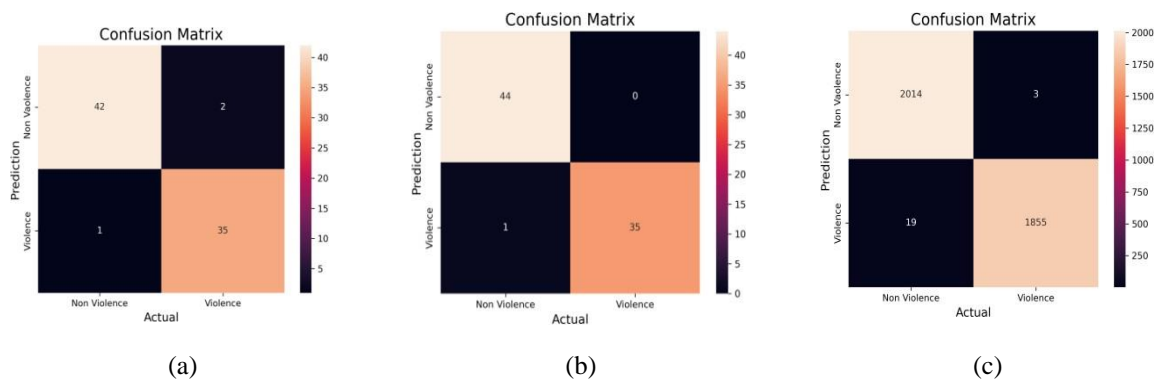 Confusion Matrix
Prediction
Non Vaolence
Violence
42
2
1
35
40
35
30
25
20
15
10
5
Non Violence
Violence
Actual
(a)
Confusion Matrix
Prediction
Non Vaolence
Violence
44
0
1
35
40
35
30
25
20
15
10
5
0
Non Violence
Violence
Actual
(b)
Confusion Matrix
Prediction
Non Vaolence
Violence
2014
3
19
1855
2000
1750
1500
1250
1000
750
500
250
Non Violence
Violence
Actual
(c)